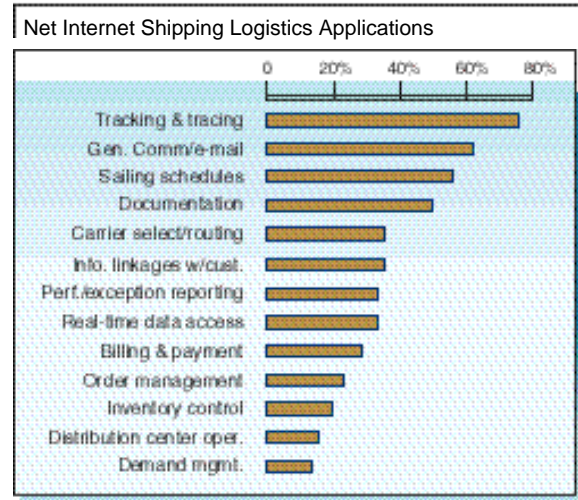 Net Internet Shipping Logistics Applications
0 20% 40% 60% 80%
Tracking & tracing
Gen. Comm/e-mail
Sailing schedules
Documentation
Carrier select/routing
Info. linkages w/cust.
Perf./exception reporting
Real-time data access
Billing & payment
Order management
Inventory control
Distribution center oper.
Demand mgmt.